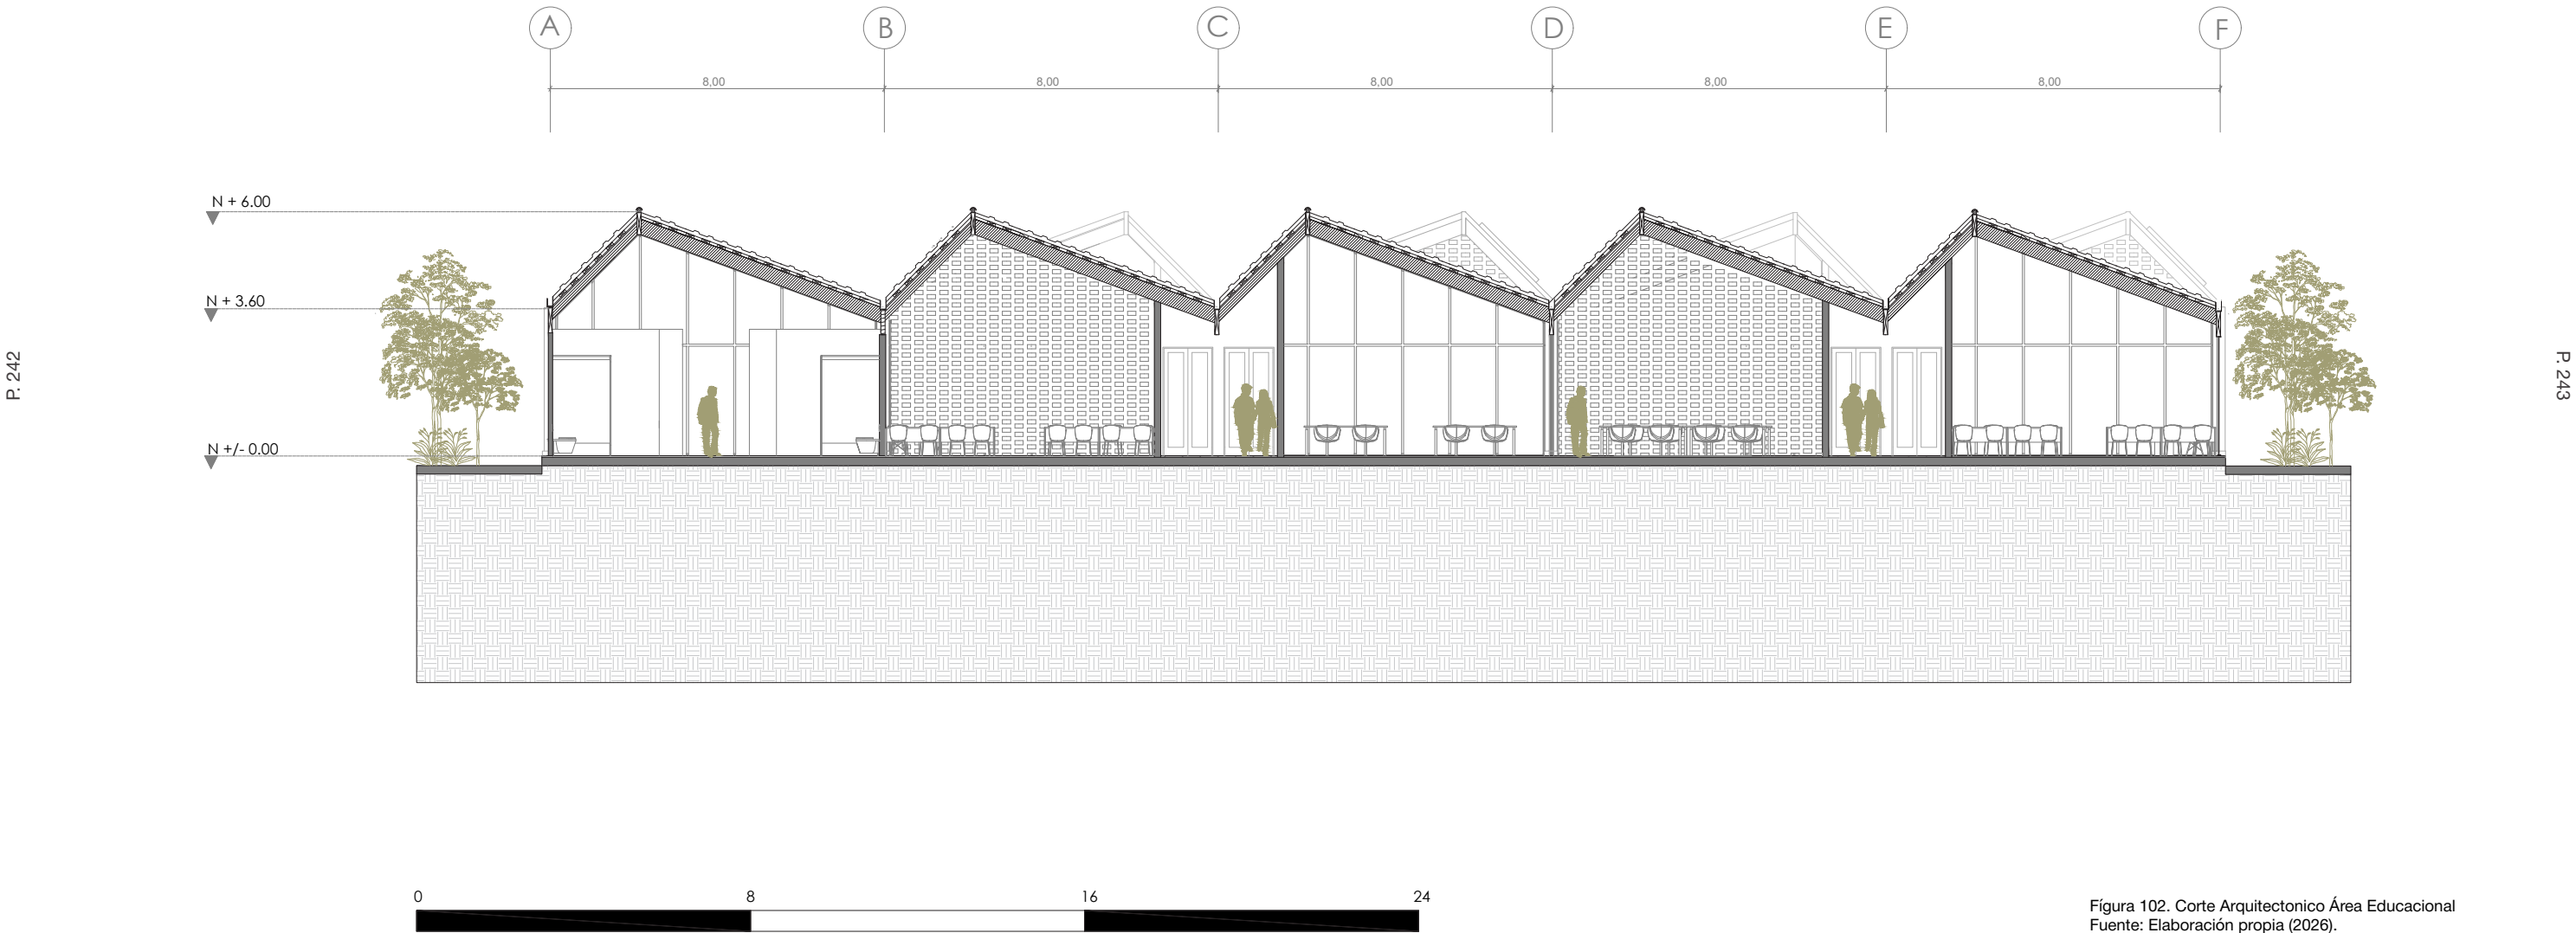 A
B
C
D
E
F
8,00
8,00
8,00
8,00
8,00
N + 6.00
N + 3.60
N +/- 0.00
P. 242
P. 243
0
8
16
24
Fígura 102. Corte Arquitectonico Área Educacional
Fuente: Elaboración propia (2026).